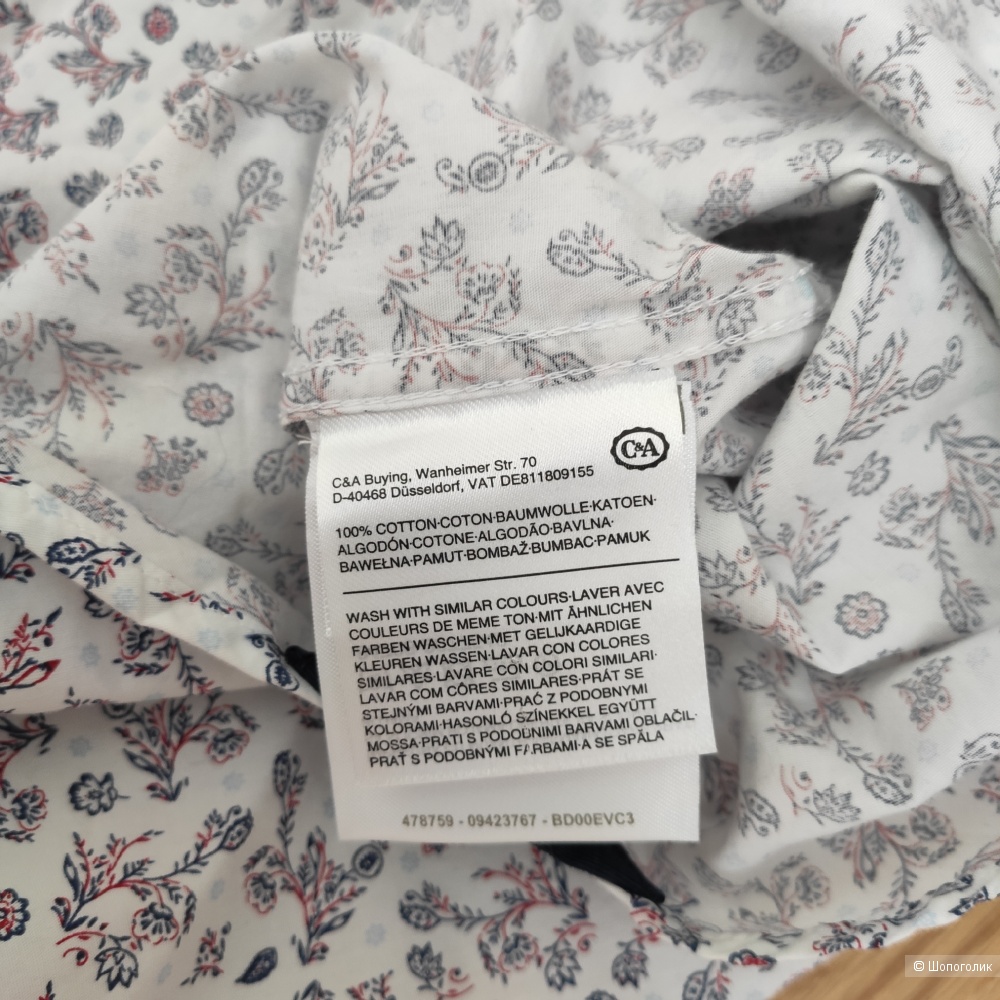 C&A
C&A Buying, Wanheimer Str. 70
D-40468 Düsseldorf, VAT DE811809155
100% COTTON·COTON·BAUMWOLLE·KATOEN·
ALGODÓN·COTONE·ALGODÃO·BAVLNA·
BAWEŁNA·PAMUT·BOMBAŽ·BUMBAC·PAMUK
WASH WITH SIMILAR COLOURS·LAVER AVEC
COULEURS DE MEME TON·MIT ÄHNLICHEN
FARBEN WASCHEN·MET GELIJKAARDIGE
KLEUREN WASSEN·LAVAR CON COLORES
SIMILARES·LAVARE CON COLORI SIMILARI·
LAVAR COM CÔRES SIMILARES·PRÁT SE
STEJNÝMI BARVAMI·PRAĆ Z PODOBNYMI
KOLORAMI·HASONLÓ SZÍNEKKEL EGYÜTT
MOSSA·PRATI S PODOBNIMI BARVAMI OBLAČIL·
PRAŤ S PODOBNÝMI FARBAMI·A SE SPĂLA
478759 - 09423767 - BD00EVC3
© Шопоголик